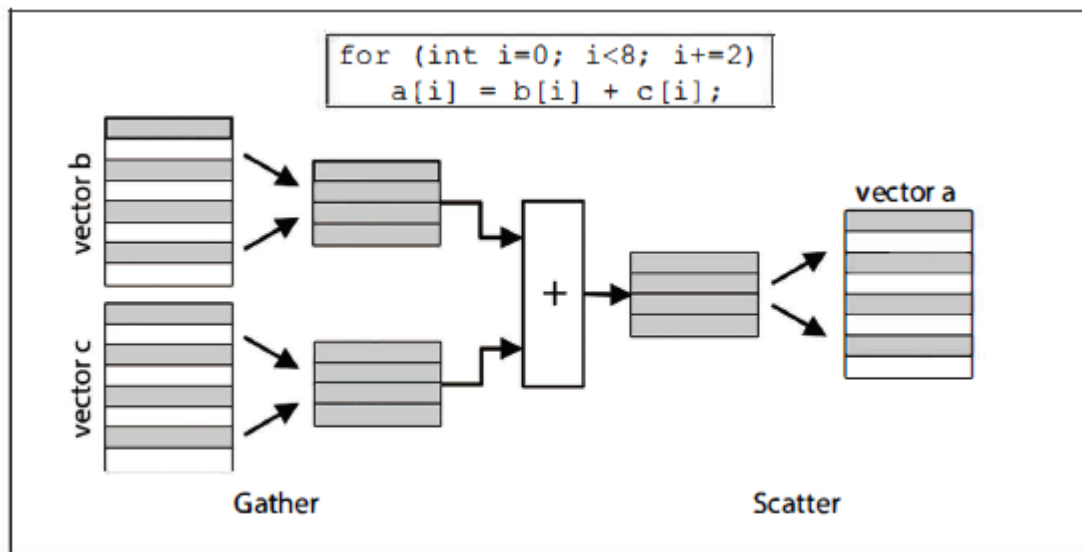 for (int i=0; i<8; i+=2)
a[i] = b[i] + c[i];
vector b
vector a
+
vector c
Gather
Scatter